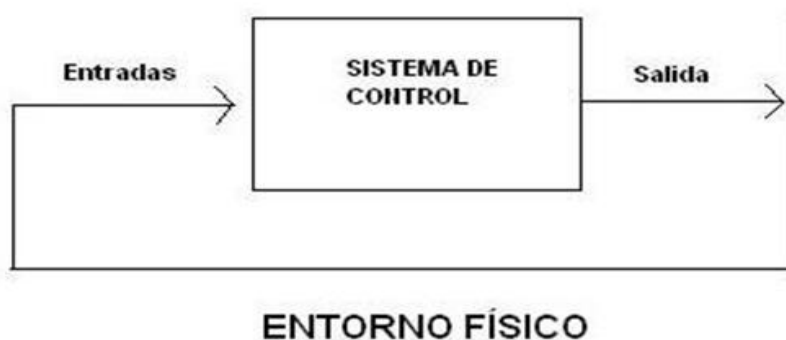 Entradas
SISTEMA DE
CONTROL
Salida
ENTORNO FÍSICO